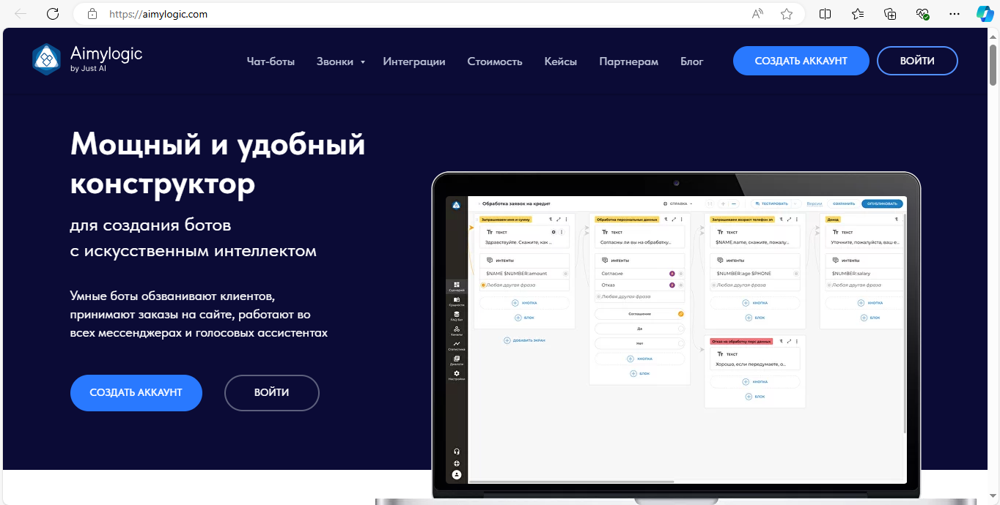 https://aimylogic.com
Aimylogic
by Just AI
Чат-боты Звонки Интеграции Стоимость Кейсы Партнерам Блог
СОЗДАТЬ АККАУНТ ВОЙТИ
Мощный и удобный
конструктор
для создания ботов
с искусственным интеллектом
Умные боты обзванивают клиентов,
принимают заказы на сайте, работают во
всех мессенджерах и голосовых ассистентах
СОЗДАТЬ АККАУНТ ВОЙТИ
Обработка заявок на кредит СПРАВКА ТЕСТИРОВАТЬ Версии СОХРАНИТЬ ОПУБЛИКОВАТЬ
Сценарий
Сущности
FAQ бот
Каналы
Статистика
Диалоги
Настройки
Запрашиваем имя и сумму
ТЕКСТ
Здравствуйте. Скажите, как ...
ИНТЕНТЫ
$NAME $NUMBER:amount
Любая другая фраза
КНОПКА
БЛОК
ДОБАВИТЬ ЭКРАН
Обработка персональных данных
ТЕКСТ
Согласны ли вы на обработку...
ИНТЕНТЫ
Согласие
Отказ
Любая другая фраза
Соглашение
Да
Нет
КНОПКА
БЛОК
Запрашиваем возраст телефон зп
ТЕКСТ
$NAME.name, скажите, пожалу...
ИНТЕНТЫ
$NUMBER:age $PHONE
Любая другая фраза
КНОПКА
БЛОК
Отказ на обработку перс данных
ТЕКСТ
Хорошо, если передумаете, о...
КНОПКА
БЛОК
Доход
ТЕКСТ
Уточните, пожалуйста, ваш е...
ИНТЕНТЫ
$NUMBER:salary
Любая другая фраза
КНОПКА
БЛОК